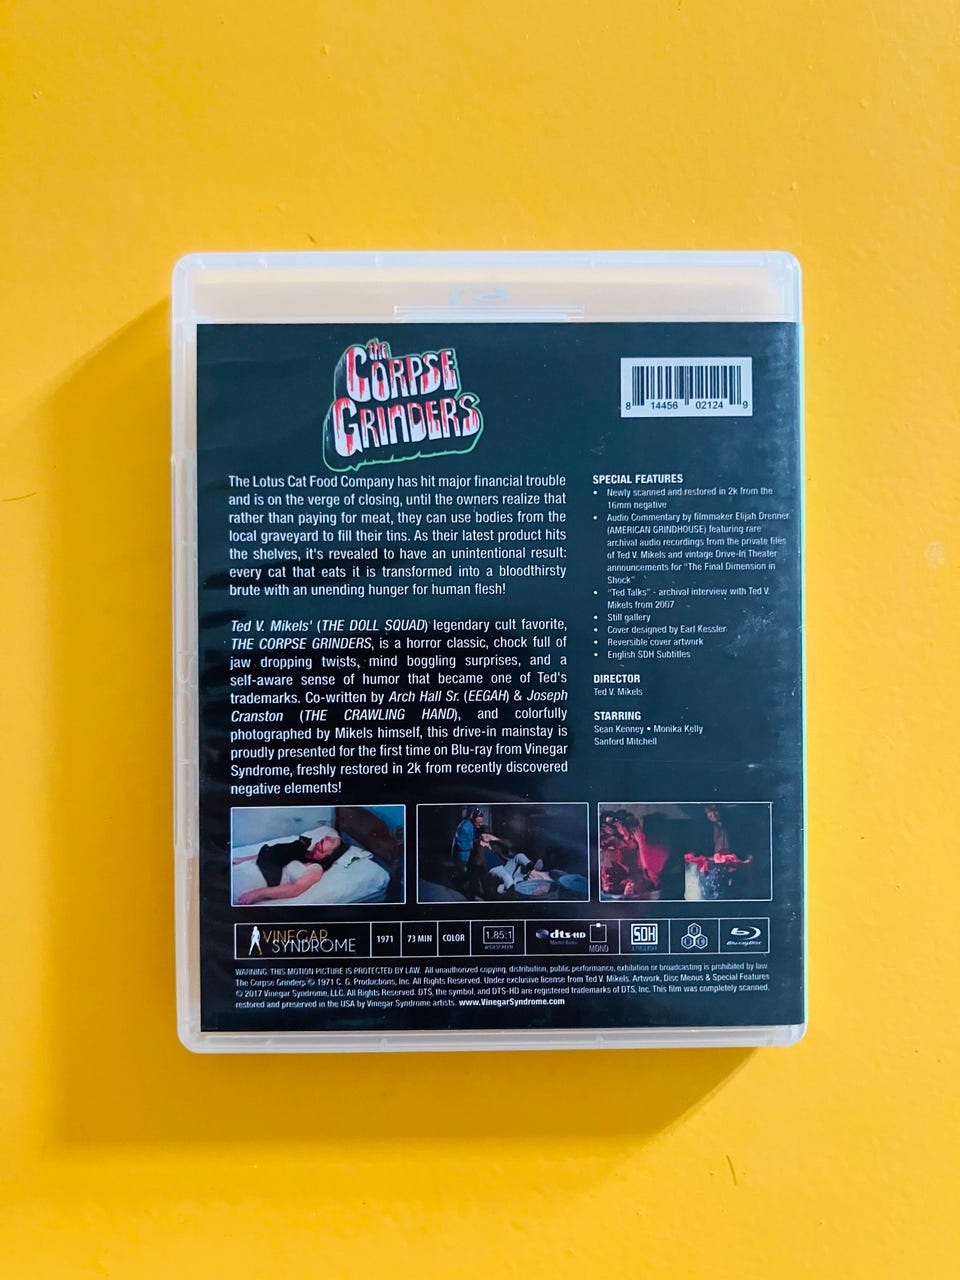 the
CORPSE
GRINDERS
8 14456 02124 9
The Lotus Cat Food Company has hit major financial trouble
and is on the verge of closing, until the owners realize that
rather than paying for meat, they can use bodies from the
local graveyard to fill their tins. As their latest product hits
the shelves, it's revealed to have an unintentional result:
every cat that eats it is transformed into a bloodthirsty
brute with an unending hunger for human flesh!
Ted V. Mikels' (THE DOLL SQUAD) legendary cult favorite,
THE CORPSE GRINDERS, is a horror classic, chock full of
jaw dropping twists, mind boggling surprises, and a
self-aware sense of humor that became one of Ted's
trademarks. Co-written by Arch Hall Sr. (EEGAH) & Joseph
Cranston (THE CRAWLING HAND), and colorfully
photographed by Mikels himself, this drive-in mainstay is
proudly presented for the first time on Blu-ray from Vinegar
Syndrome, freshly restored in 2k from recently discovered
negative elements!
SPECIAL FEATURES
• Newly scanned and restored in 2k from the
16mm negative
• Audio Commentary by filmmaker Elijah Drenner
(AMERICAN GRINDHOUSE) featuring rare
archival audio recordings from the private files
of Ted V. Mikels and vintage Drive-In Theater
announcements for "The Final Dimension in
Shock"
• "Ted Talks" - archival interview with Ted V.
Mikels from 2007
• Still gallery
• Cover designed by Earl Kessler
• Reversible cover artwork
• English SDH Subtitles
DIRECTOR
Ted V. Mikels
STARRING
Sean Kenney • Monika Kelly
Sanford Mitchell
VINEGAR
SYNDROME
1971
73 MIN
COLOR
1.85:1
WIDESCREEN
dts-HD
Master Audio
MONO
SDH
ENGLISH
Blu-ray Disc
WARNING: THIS MOTION PICTURE IS PROTECTED BY LAW. All unauthorized copying, distribution, public performance, exhibition or broadcasting is prohibited by law.
The Corpse Grinders © 1971 C. G. Productions, Inc. All Rights Reserved. Under exclusive license from Ted V. Mikels. Artwork, Disc Menus & Special Features
© 2017 Vinegar Syndrome, LLC. All Rights Reserved. DTS, the symbol, and DTS-HD are registered trademarks of DTS, Inc. This film was completely scanned,
restored and preserved in the USA by Vinegar Syndrome artists. www.VinegarSyndrome.com